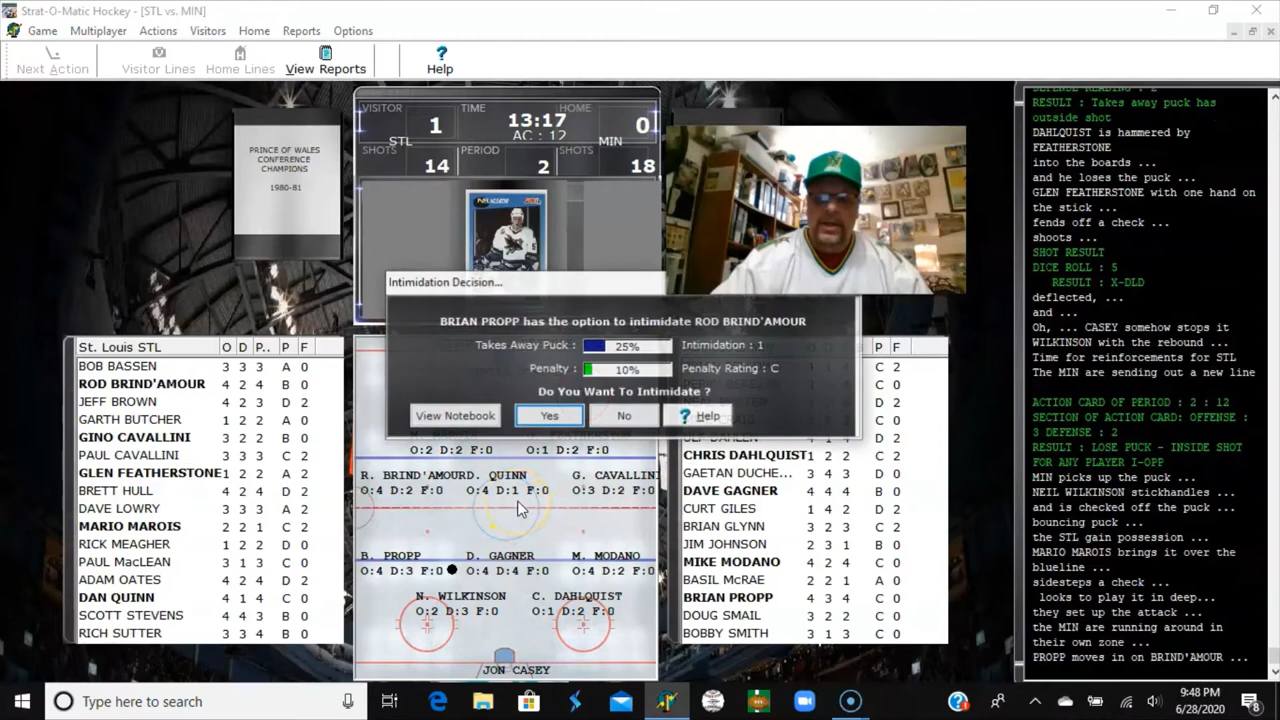 Strat-O-Matic Hockey - [STL vs. MIN]
Game Multiplayer Actions Visitors Home Reports Options
Next Action Visitor Lines Home Lines View Reports Help
PRINCE OF WALES
CONFERENCE
CHAMPIONS
1980-81
VISITOR TIME HOME
1 13:17 0
STL AC : 12 MIN
SHOTS PERIOD SHOTS
14 2 18
Intimidation Decision...
BRIAN PROPP has the option to intimidate ROD BRIND'AMOUR
Takes Away Puck : 25% Intimidation : 1
Penalty : 10% Penalty Rating : C
Do You Want To Intimidate ?
View Notebook Yes No Help
St. Louis STL O D P.. P F
BOB BASSEN 3 3 3 A 0
ROD BRIND'AMOUR 4 2 4 B 0
JEFF BROWN 4 2 3 D 2
GARTH BUTCHER 1 2 3 A 2
GINO CAVALLINI 3 2 2 B 0
PAUL CAVALLINI 3 2 3 C 2
GLEN FEATHERSTONE 1 2 2 A 2
BRETT HULL 4 2 4 D 2
DAVE LOWRY 3 3 3 A 0
MARIO MAROIS 2 2 1 C 2
RICK MEAGHER 1 2 2 D 0
PAUL MacLEAN 3 1 2 C 0
ADAM OATES 4 2 4 D 2
DAN QUINN 4 1 4 C 0
SCOTT STEVENS 4 4 3 B 2
RICH SUTTER 3 3 4 B 0
O:2 D:2 F:0 O:1 D:2 F:0
R. BRIND'AMOUR D. QUINN G. CAVALLINI
O:4 D:2 F:0 O:4 D:1 F:0 O:3 D:2 F:0
B. PROPP D. GAGNER M. MODANO
O:4 D:3 F:0 O:4 D:4 F:0 O:4 D:2 F:0
N. WILKINSON C. DAHLQUIST
O:2 D:3 F:0 O:1 D:2 F:0
JON CASEY
P F
C 2
C 0
D 2
C 2
D 2
CHRIS DAHLQUIST 1 2 2 C 2
GAETAN DUCHE... 3 4 3 D 0
DAVE GAGNER 4 4 4 B 0
CURT GILES 1 4 2 D 2
BRIAN GLYNN 3 2 3 C 2
JIM JOHNSON 2 3 1 B 2
MIKE MODANO 4 2 4 C 0
BASIL McRAE 2 2 1 A 0
BRIAN PROPP 4 3 4 C 0
DOUG SMAIL 3 2 2 C 0
BOBBY SMITH 3 1 3 C 0
RESULT : Takes away puck has
outside shot
DAHLQUIST is hammered by
FEATHERSTONE
into the boards ...
and he loses the puck ...
GLEN FEATHERSTONE with one hand on
the stick ...
fends off a check ...
shoots ...
SHOT RESULT
DICE ROLL : 5
RESULT : X-DLD
deflected, ...
and ...
Oh, ... CASEY somehow stops it
WILKINSON with the rebound ...
Time for reinforcements for STL
The MIN are sending out a new line
ACTION CARD OF PERIOD : 2 : 12
SECTION OF ACTION CARD: OFFENSE :
3 DEFENSE : 2
RESULT : LOSE PUCK - INSIDE SHOT
FOR ANY PLAYER I-OPP
MIN picks up the puck ...
NEIL WILKINSON stickhandles ...
and is checked off the puck ...
bouncing puck ...
the STL gain possession ...
MARIO MAROIS brings it over the
blueline ...
sidesteps a check ...
looks to play it in deep...
they set up the attack ...
the MIN are running around in
their own zone ...
PROPP moves in on BRIND'AMOUR ...
Type here to search
9:48 PM
6/28/2020
8